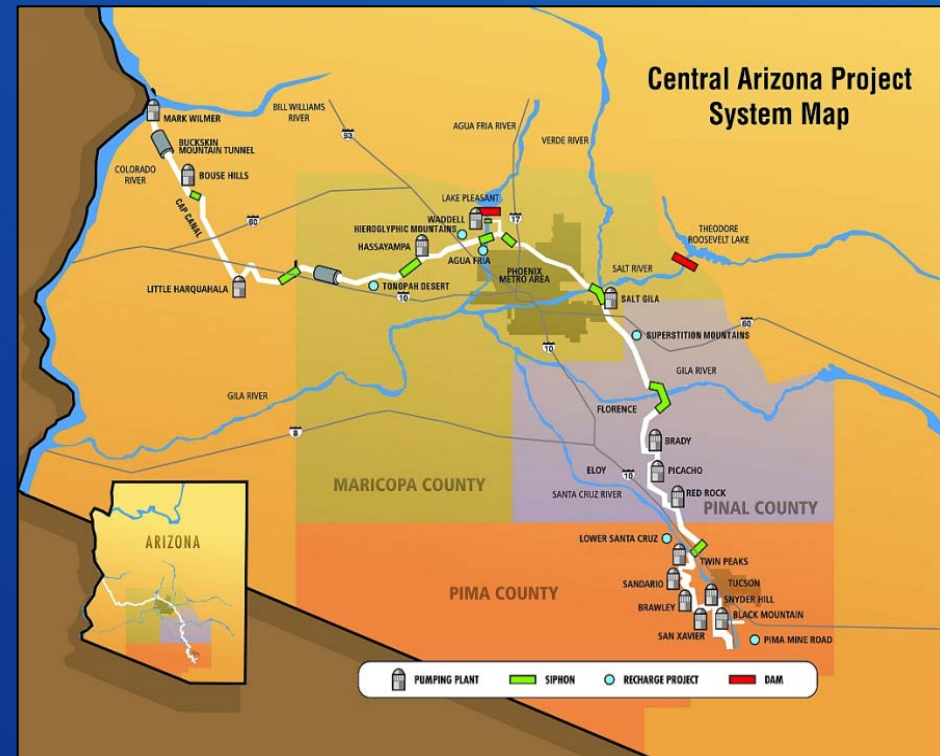 Central Arizona Project
System Map
MARK WILMER
BILL WILLIAMS
RIVER
93
AGUA FRIA RIVER
VERDE RIVER
BUCKSKIN
MOUNTAIN TUNNEL
COLORADO
RIVER
BOUSE HILLS
CAP CANAL
60
LAKE PLEASANT
WADDELL
17
HIEROGLYPHIC MOUNTAINS
HASSAYAMPA
AGUA FRIA
THEODORE
ROOSEVELT LAKE
PHOENIX
METRO AREA
SALT RIVER
LITTLE HARQUAHALA
TONOPAH DESERT
10
SALT GILA
60
SUPERSTITION MOUNTAINS
10
GILA RIVER
GILA RIVER
FLORENCE
8
BRADY
ELOY
10
PICACHO
MARICOPA COUNTY
SANTA CRUZ RIVER
RED ROCK
PINAL COUNTY
ARIZONA
LOWER SANTA CRUZ
TWIN PEAKS
SANDARIO
TUCSON
PIMA COUNTY
SNYDER HILL
BRAWLEY
BLACK MOUNTAIN
SAN XAVIER
PIMA MINE ROAD
PUMPING PLANT
SIPHON
RECHARGE PROJECT
DAM